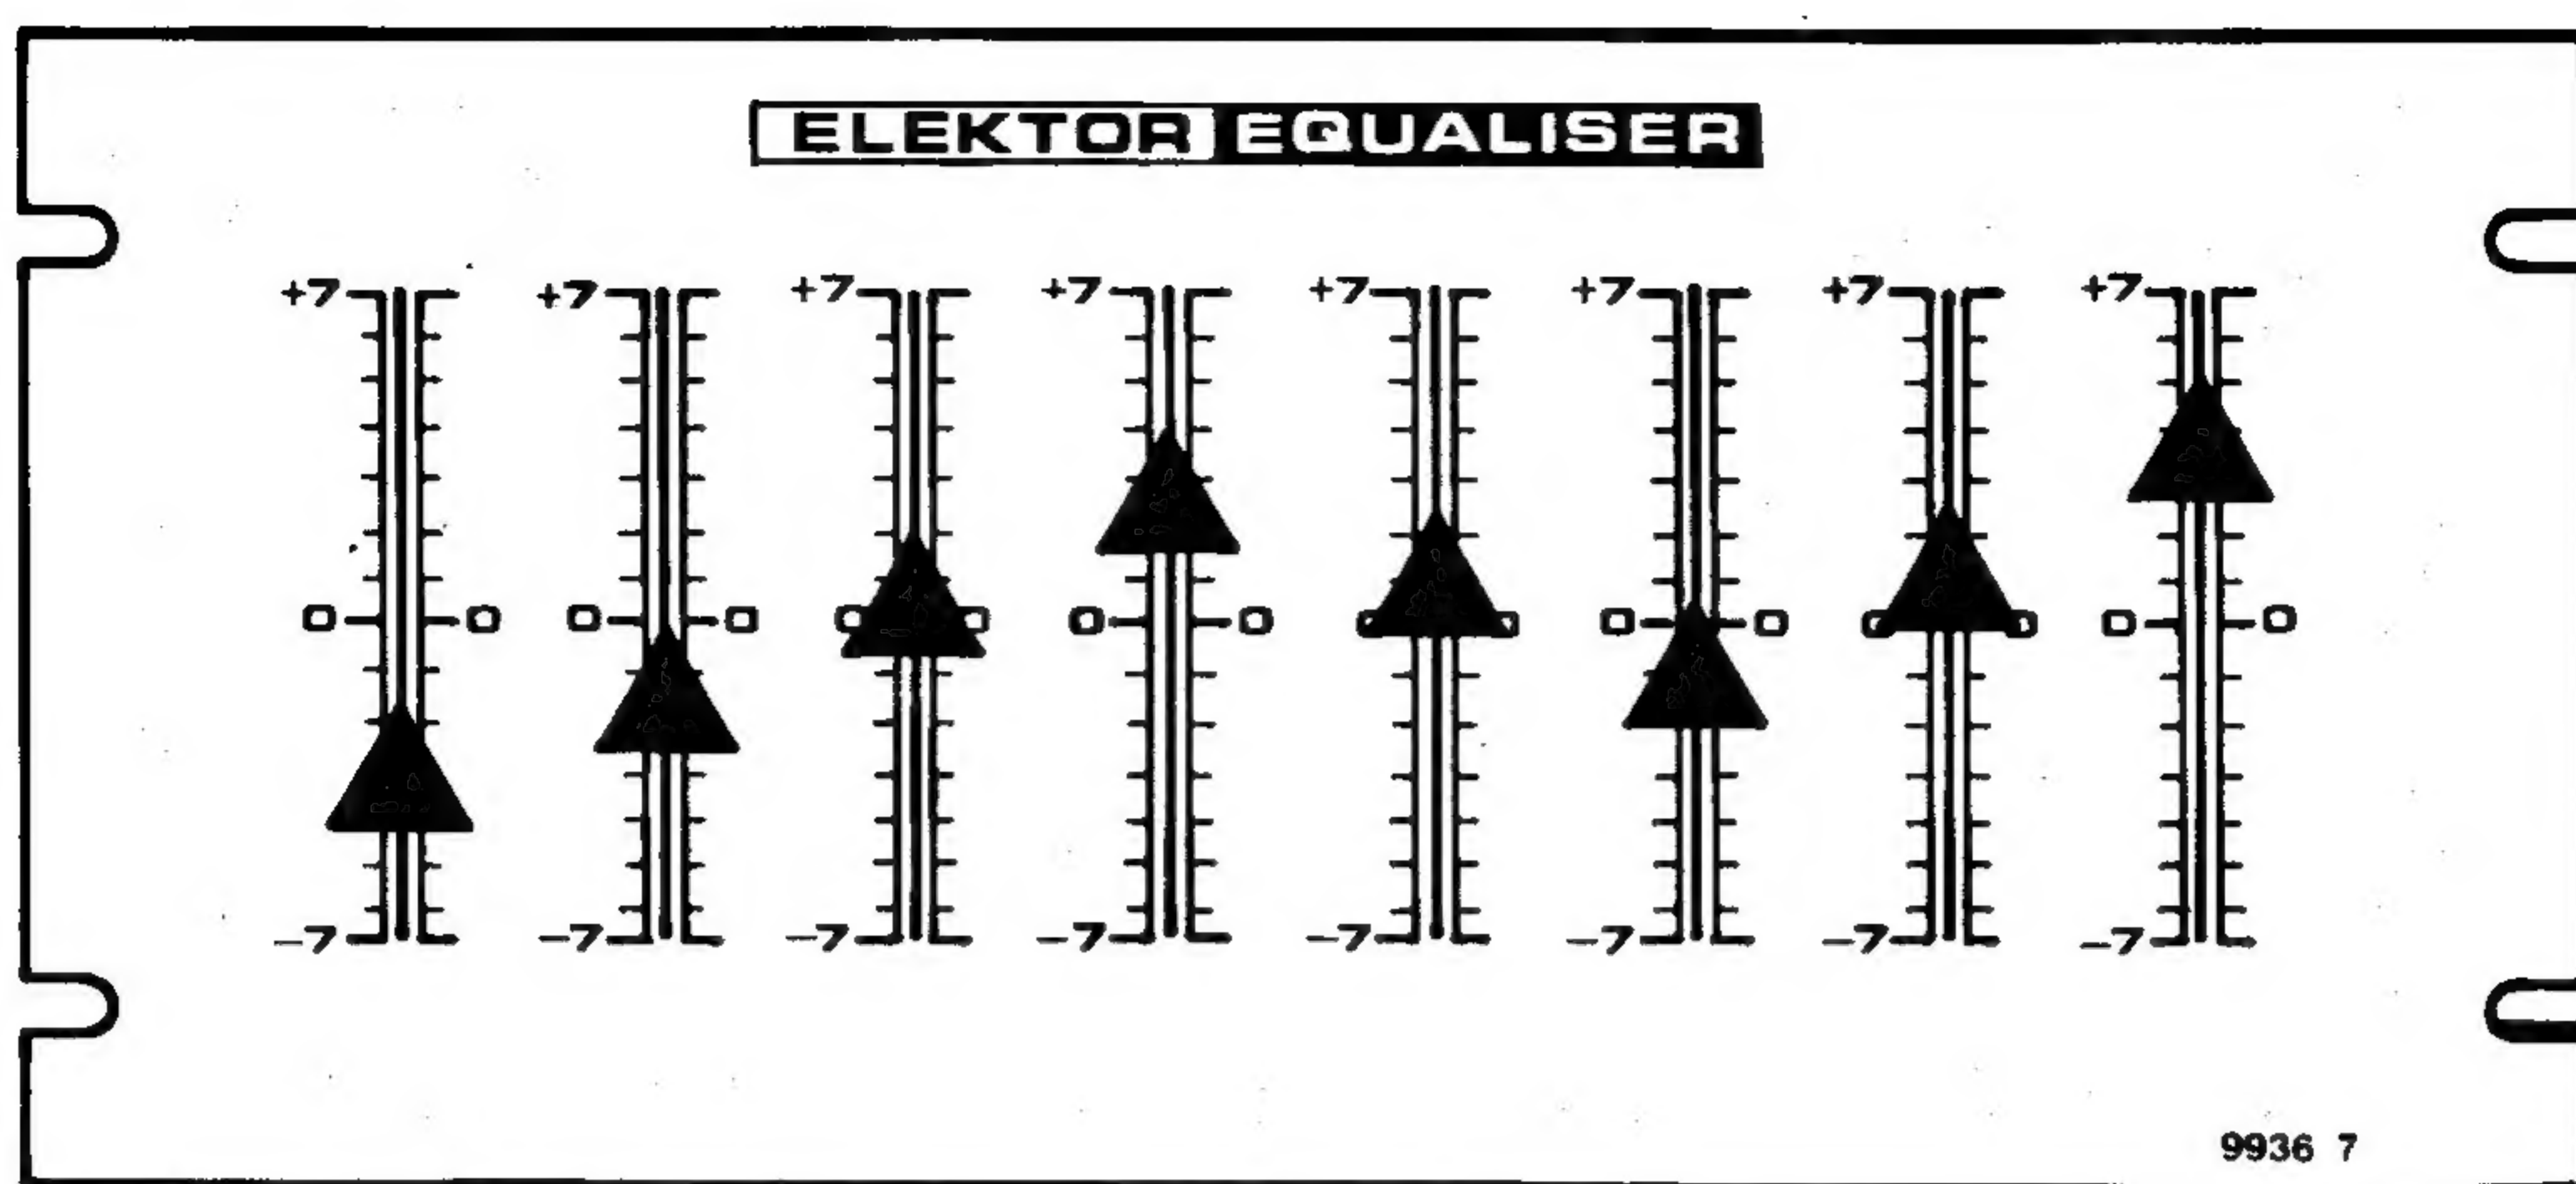 ELEKTOR EQUALISER
+7 +7 +7 +7 +7 +7 +7 +7
0 0 0 0 0 0 0 0 0 0 0 0 0 0 0 0
-7 -7 -7 -7 -7 -7 -7 -7
9936 7